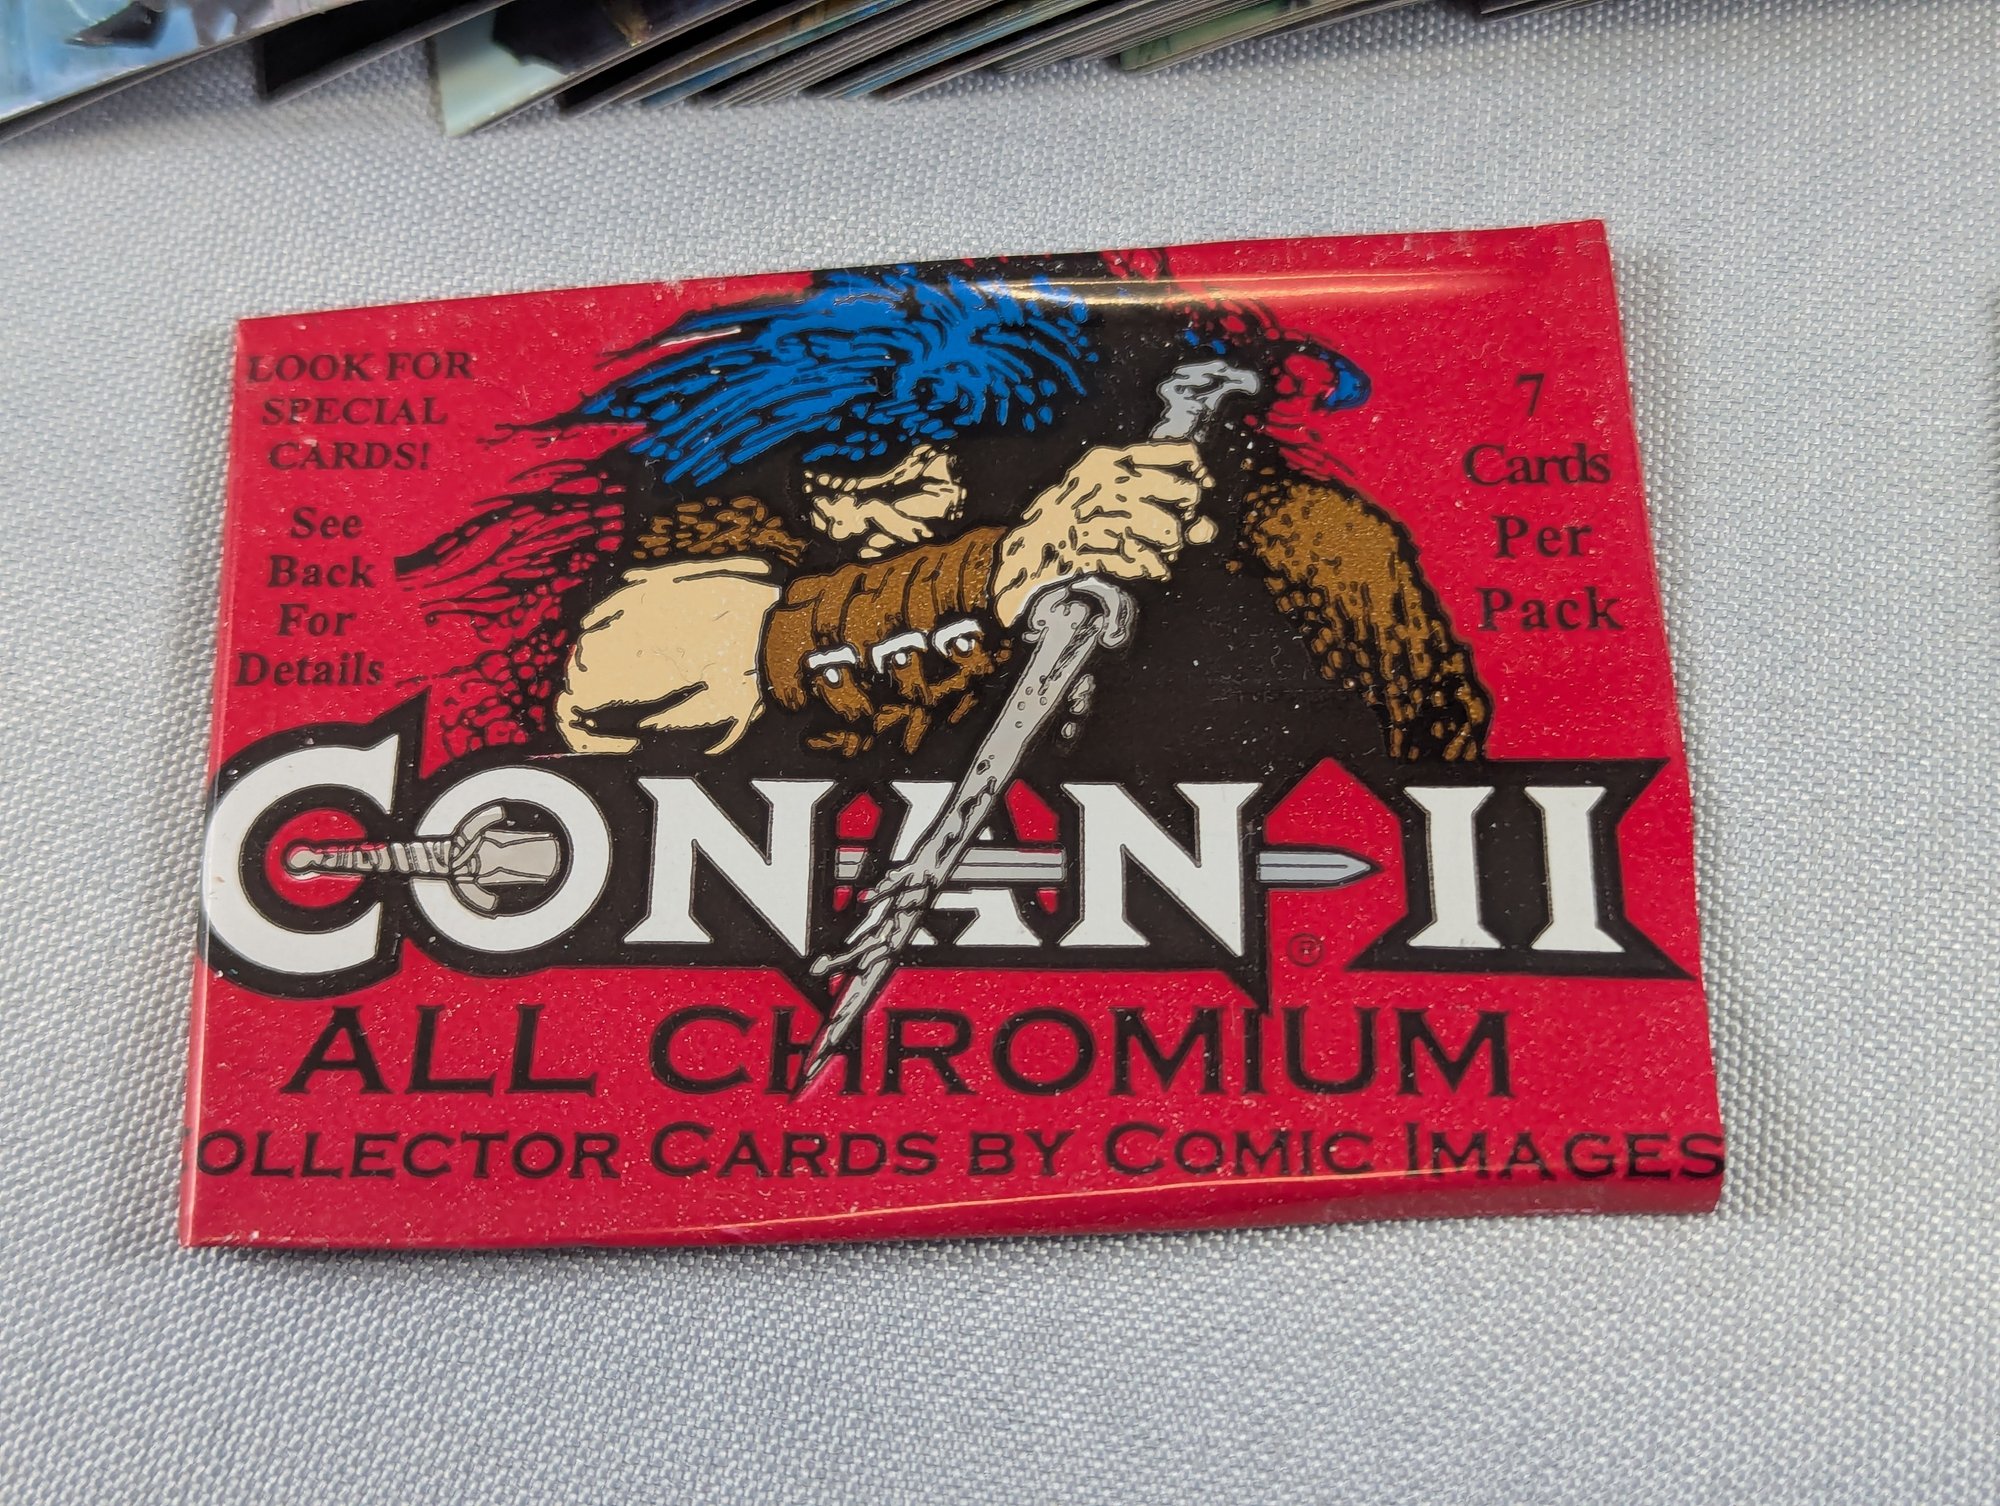 LOOK FOR
SPECIAL
CARDS!
See
Back
For
Details
7
Cards
Per
Pack
CONAN II
®
ALL CHROMIUM
OLLECTOR CARDS BY COMIC IMAGES